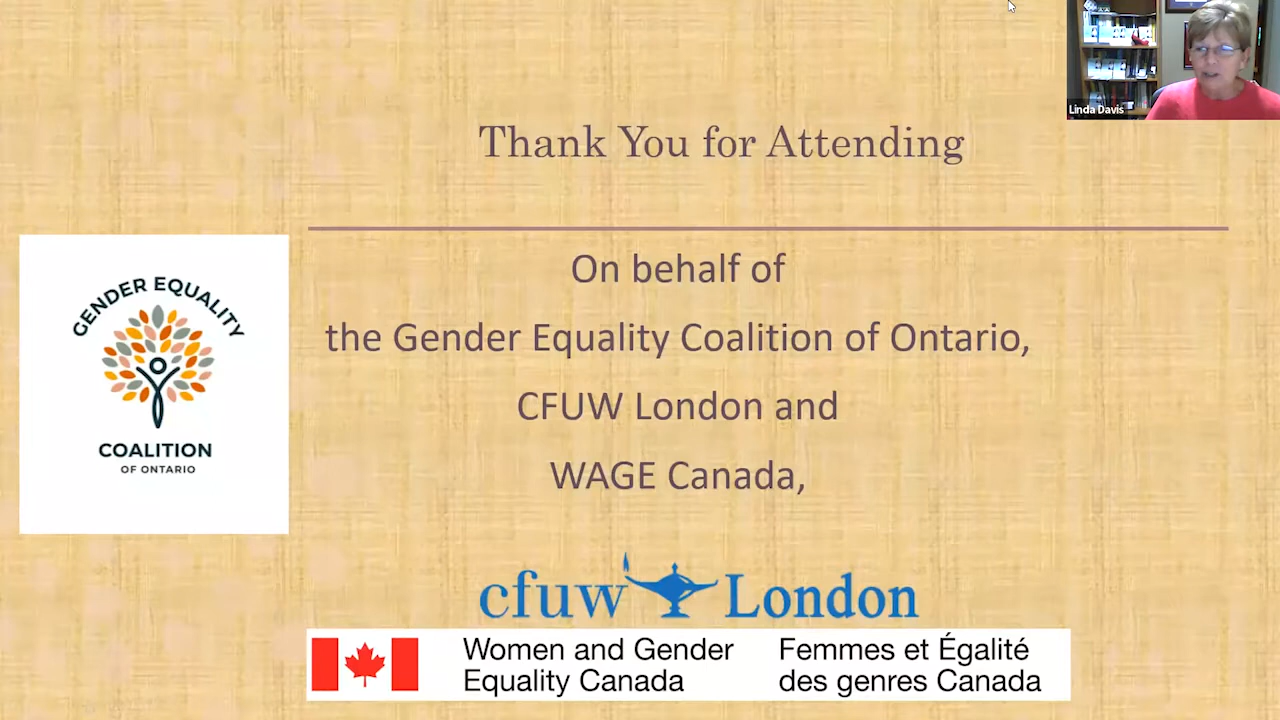 Linda Davis
Thank You for Attending
On behalf of
the Gender Equality Coalition of Ontario,
CFUW London and
WAGE Canada,
GENDER EQUALITY
COALITION
OF ONTARIO
cfuw London
Women and Gender
Equality Canada
Femmes et Égalité
des genres Canada